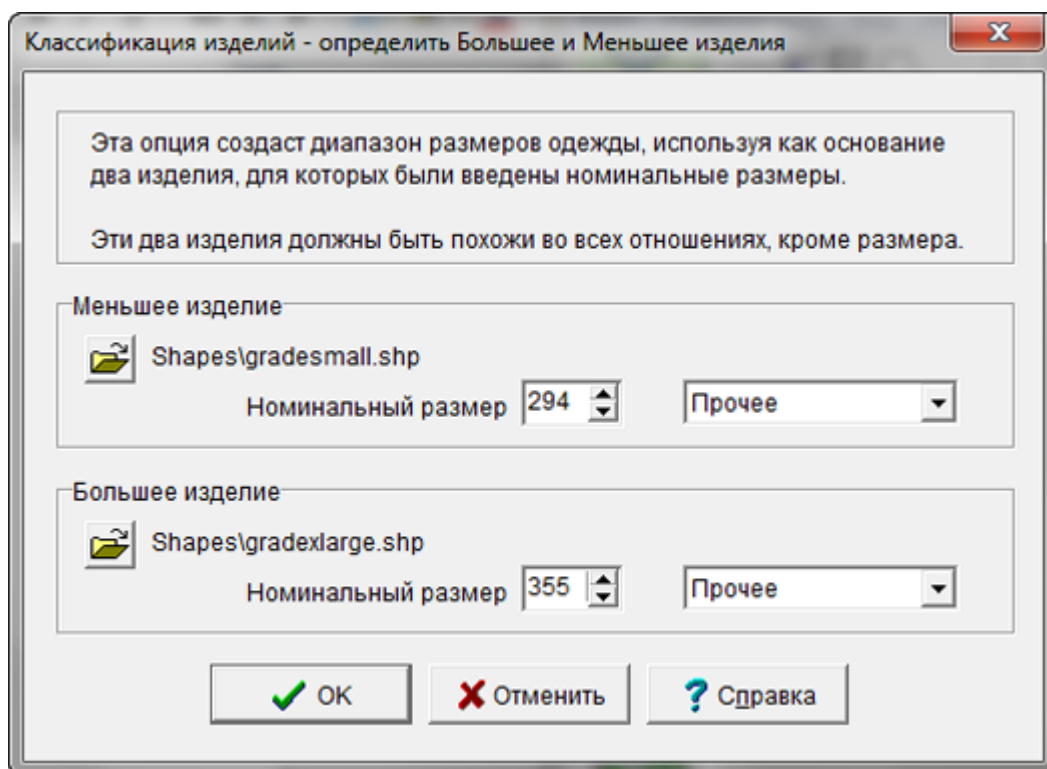 Классификация изделий - определить Большее и Меньшее изделия
Эта опция создаст диапазон размеров одежды, используя как основание
два изделия, для которых были введены номинальные размеры.
Эти два изделия должны быть похожи во всех отношениях, кроме размера.
Меньшее изделие
Shapes\gradesmall.shp
Номинальный размер 294 Прочее
Большее изделие
Shapes\gradexlarge.shp
Номинальный размер 355 Прочее
OK Отменить Справка